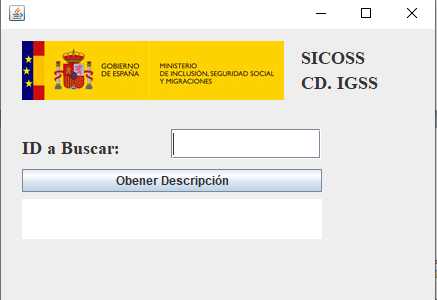 GOBIERNO
DE ESPAÑA
MINISTERIO
DE INCLUSIÓN, SEGURIDAD SOCIAL
Y MIGRACIONES
SICOSS
CD. IGSS
ID a Buscar:
Obener Descripción